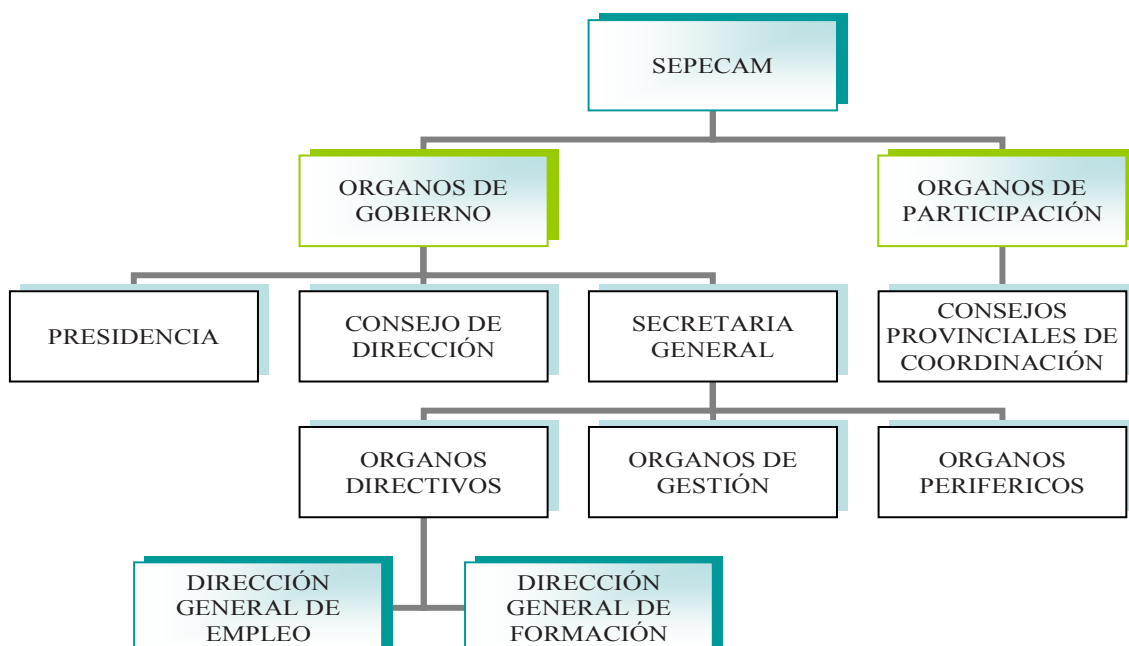 SEPECAM
ORGANOS DE
GOBIERNO
ORGANOS DE
PARTICIPACIÓN
PRESIDENCIA
CONSEJO DE
DIRECCIÓN
SECRETARIA
GENERAL
CONSEJOS
PROVINCIALES DE
COORDINACIÓN
ORGANOS
DIRECTIVOS
ORGANOS DE
GESTIÓN
ORGANOS
PERIFERICOS
DIRECCIÓN
GENERAL DE
EMPLEO
DIRECCIÓN
GENERAL DE
FORMACIÓN